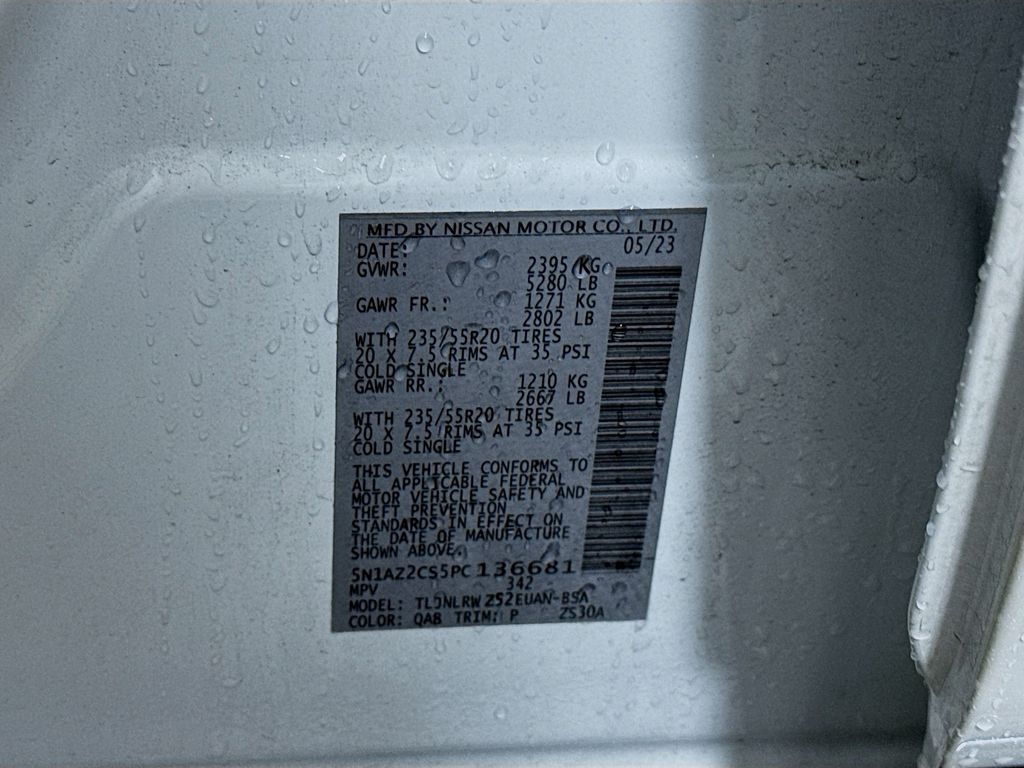 MFD BY NISSAN MOTOR CO., LTD.
DATE: 05/23
GVWR: 2395 KG
5280 LB
GAWR FR.: 1271 KG
2802 LB
WITH 235/55R20 TIRES
20 X 7.5 RIMS AT 35 PSI
COLD SINGLE
GAWR RR.: 1210 KG
2667 LB
WITH 235/55R20 TIRES
20 X 7.5 RIMS AT 35 PSI
COLD SINGLE
THIS VEHICLE CONFORMS TO
ALL APPLICABLE FEDERAL
MOTOR VEHICLE SAFETY AND
THEFT PREVENTION
STANDARDS IN EFFECT ON
THE DATE OF MANUFACTURE
SHOWN ABOVE.
5N1AZ2CS5PC136681
MPV 342
MODEL: TLJNLRWZ52EUAN-BSA
COLOR: QAB TRIM: P ZS30A